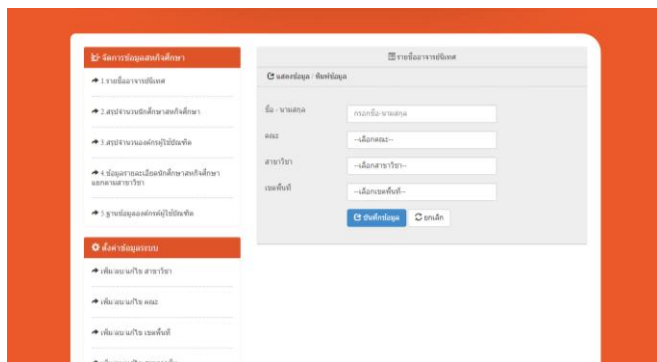 จัดการข้อมูลสหกิจศึกษา
1.รายชื่ออาจารย์นิเทศ
2.สรุปจำนวนนักศึกษาสหกิจศึกษา
3.สรุปจำนวนองค์กรผู้ใช้บัณฑิต
4.ข้อมูลรายละเอียดนักศึกษาสหกิจศึกษา
แยกตามสาขาวิชา
5.ฐานข้อมูลองค์กรผู้ใช้บัณฑิต
ตั้งค่าข้อมูลระบบ
เพิ่ม/ลบ/แก้ไข สาขาวิชา
เพิ่ม/ลบ/แก้ไข คณะ
เพิ่ม/ลบ/แก้ไข เขตพื้นที่
รายชื่ออาจารย์นิเทศ
แสดงข้อมูล / พิมพ์ข้อมูล
ชื่อ - นามสกุล
กรอกชื่อ-นามสกุล
คณะ
--เลือกคณะ--
สาขาวิชา
--เลือกสาขาวิชา--
เขตพื้นที่
--เลือกเขตพื้นที่--
บันทึกข้อมูล ยกเลิก